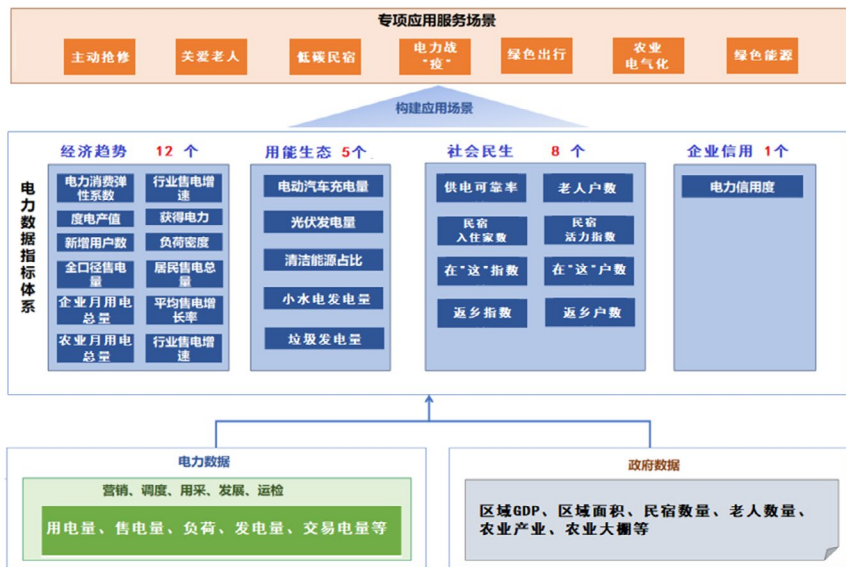 专项应用服务场景
主动抢修
关爱老人
低碳民宿
电力战
“疫”
绿色出行
农业
电气化
绿色能源
构建应用场景
电力数据指标体系
经济趋势 12 个
电力消费弹
性系数
行业售电增
速
度电产值
获得电力
新增用户数
负荷密度
全口径售电
量
居民售电总
量
企业月用电
总量
平均售电增
长率
农业月用电
总量
行业售电增
速
用能生态 5个
电动汽车充电量
光伏发电量
清洁能源占比
小水电发电量
垃圾发电量
社会民生 8 个
供电可靠率
老人户数
民宿
入住家数
民宿
活力指数
在"这"指数
在"这"户数
返乡指数
返乡户数
企业信用 1个
电力信用度
电力数据
营销、调度、用采、发展、运检
用电量、售电量、负荷、发电量、交易电量等
政府数据
区域GDP、区域面积、民宿数量、老人数量、
农业产业、农业大棚等